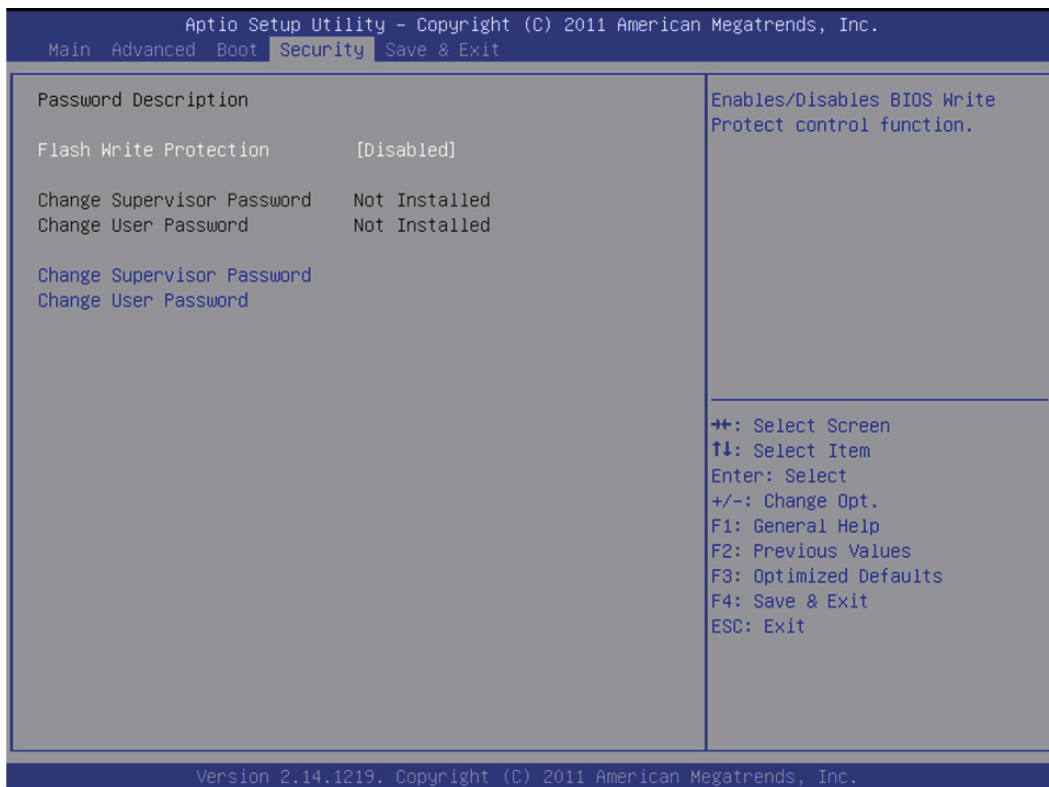 Aptio Setup Utility – Copyright (C) 2011 American Megatrends, Inc.
Main Advanced Boot Security Save & Exit
Password Description
Flash Write Protection [Disabled]
Change Supervisor Password Not Installed
Change User Password Not Installed
Change Supervisor Password
Change User Password
Enables/Disables BIOS Write
Protect control function.
→←: Select Screen
↑↓: Select Item
Enter: Select
+/-: Change Opt.
F1: General Help
F2: Previous Values
F3: Optimized Defaults
F4: Save & Exit
ESC: Exit
Version 2.14.1219. Copyright (C) 2011 American Megatrends, Inc.